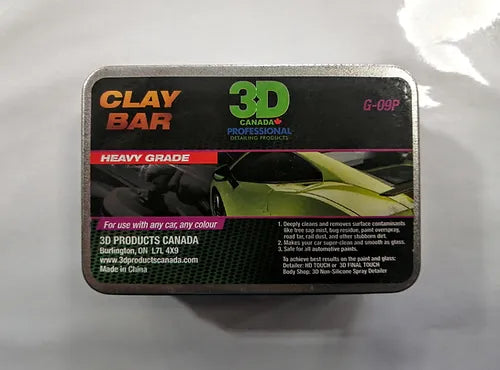 CLAY
BAR
3D
CANADA
PROFESSIONAL
DETAILING PRODUCTS
G-09P
HEAVY GRADE
For use with any car, any colour
3D PRODUCTS CANADA
Burlington, ON L7L 4X9
www.3dproductscanada.com
Made in China
1. Deeply cleans and removes surface contaminants
like tree sap mist, bug residue, paint overspray,
road tar, rail dust, and other stubborn dirt.
2. Makes your car super-clean and smooth as glass.
3. Safe for all automotive paints.
To achieve best results on the paint and glass:
Detailer: HD TOUCH or 3D FINAL TOUCH
Body Shop: 3D Non-Silicone Spray Detailer